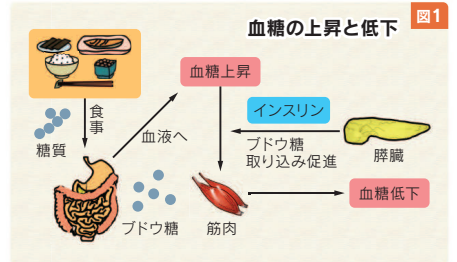 図1
血糖の上昇と低下
血糖上昇
食事
糖質
血液へ
インスリン
ブドウ糖
取り込み促進
膵臓
ブドウ糖
筋肉
血糖低下